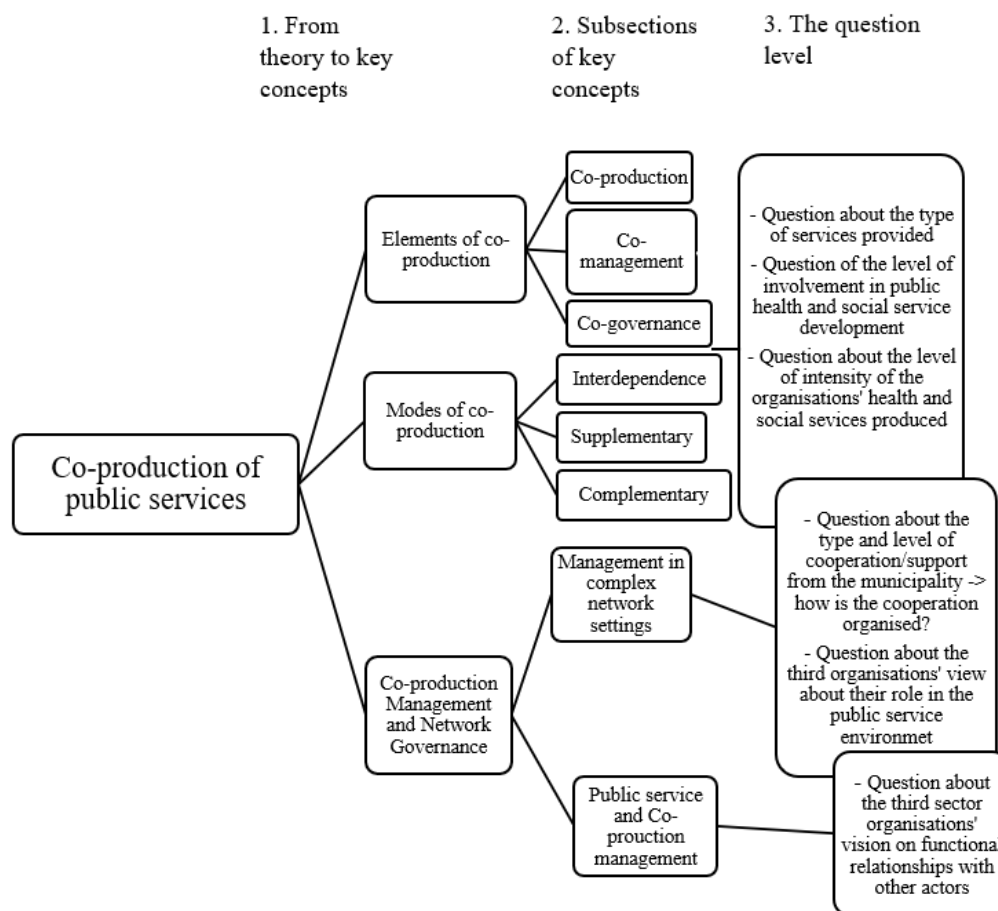 1. From
theory to key
concepts
2. Subsections
of key
concepts
3. The question
level
Co-production of
public services
Elements of co-
production
Modes of co-
production
Co-production
Management
and Network
Governance
Co-production
Co-
management
Co-governance
Interdependence
Supplementary
Complementary
Management in
complex
network
settings
Public service
and Co-
prouction
management
- Question about the type
of services provided
- Question of the level of
involvement in public
health and social service
development
- Question about the level
of intensity of the
organisations' health and
social sevices produced
- Question about the
type and level of
cooperation/support
from the municipality ->
how is the cooperation
organised?
- Question about the
third organisations' view
about their role in the
public service
environmet
- Question about
the third sector
organisations'
vision on functional
relationships with
other actors